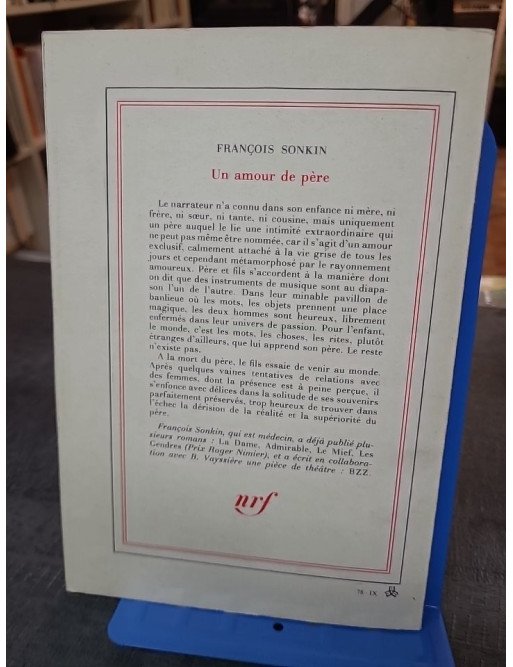 FRANÇOIS SONKIN
Un amour de père
Le narrateur n'a connu dans son enfance ni mère, ni
frère, ni sœur, ni tante, ni cousine, mais uniquement
un père auquel le lie une intimité extraordinaire qui
ne peut pas même être nommée, car il s'agit d'un amour
exclusif, calmement attaché à la vie grise de tous les
jours et cependant métamorphosé par le rayonnement
amoureux. Père et fils s'accordent à la manière dont
on dit que des instruments de musique sont au diapa-
son l'un de l'autre. Dans leur minable pavillon de
banlieue où les mots, les objets prennent une place
magique, les deux hommes sont heureux, librement
enfermés dans leur univers de passion. Pour l'enfant,
le monde, c'est les mots, les choses, les rites, plutôt
étranges d'ailleurs, que lui apprend son père. Le reste
n'existe pas.
A la mort du père, le fils essaie de venir au monde.
Après quelques vaines tentatives de relations avec
des femmes, dont la présence est à peine perçue, il
s'enfonce avec délices dans la solitude de ses souvenirs
parfaitement préservés, trop heureux de trouver dans
l'échec la dérision de la réalité et la supériorité du
père.
François Sonkin, qui est médecin, a déjà publié plu-
sieurs romans : La Dame, Admirable, Le Mief, Les
Gendres (Prix Roger Nimier), et a écrit en collabora-
tion avec B. Vayssière une pièce de théâtre : BZZ.
nrf
78 IX